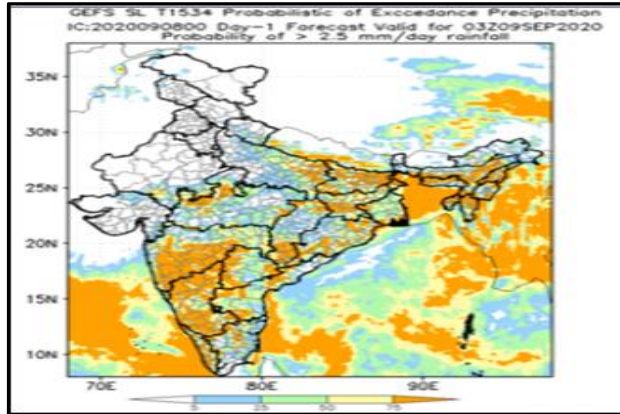 GEFS SL T1534 Probabilistic of Exccedance Precipitation
IC:2020090800 Day-1 Forecast Valid for 03Z09SEP2020
Probability of > 2.5 mm/day rainfall
35N
30N
25N
20N
15N
10N
70E 80E 90E
5 25 50 75